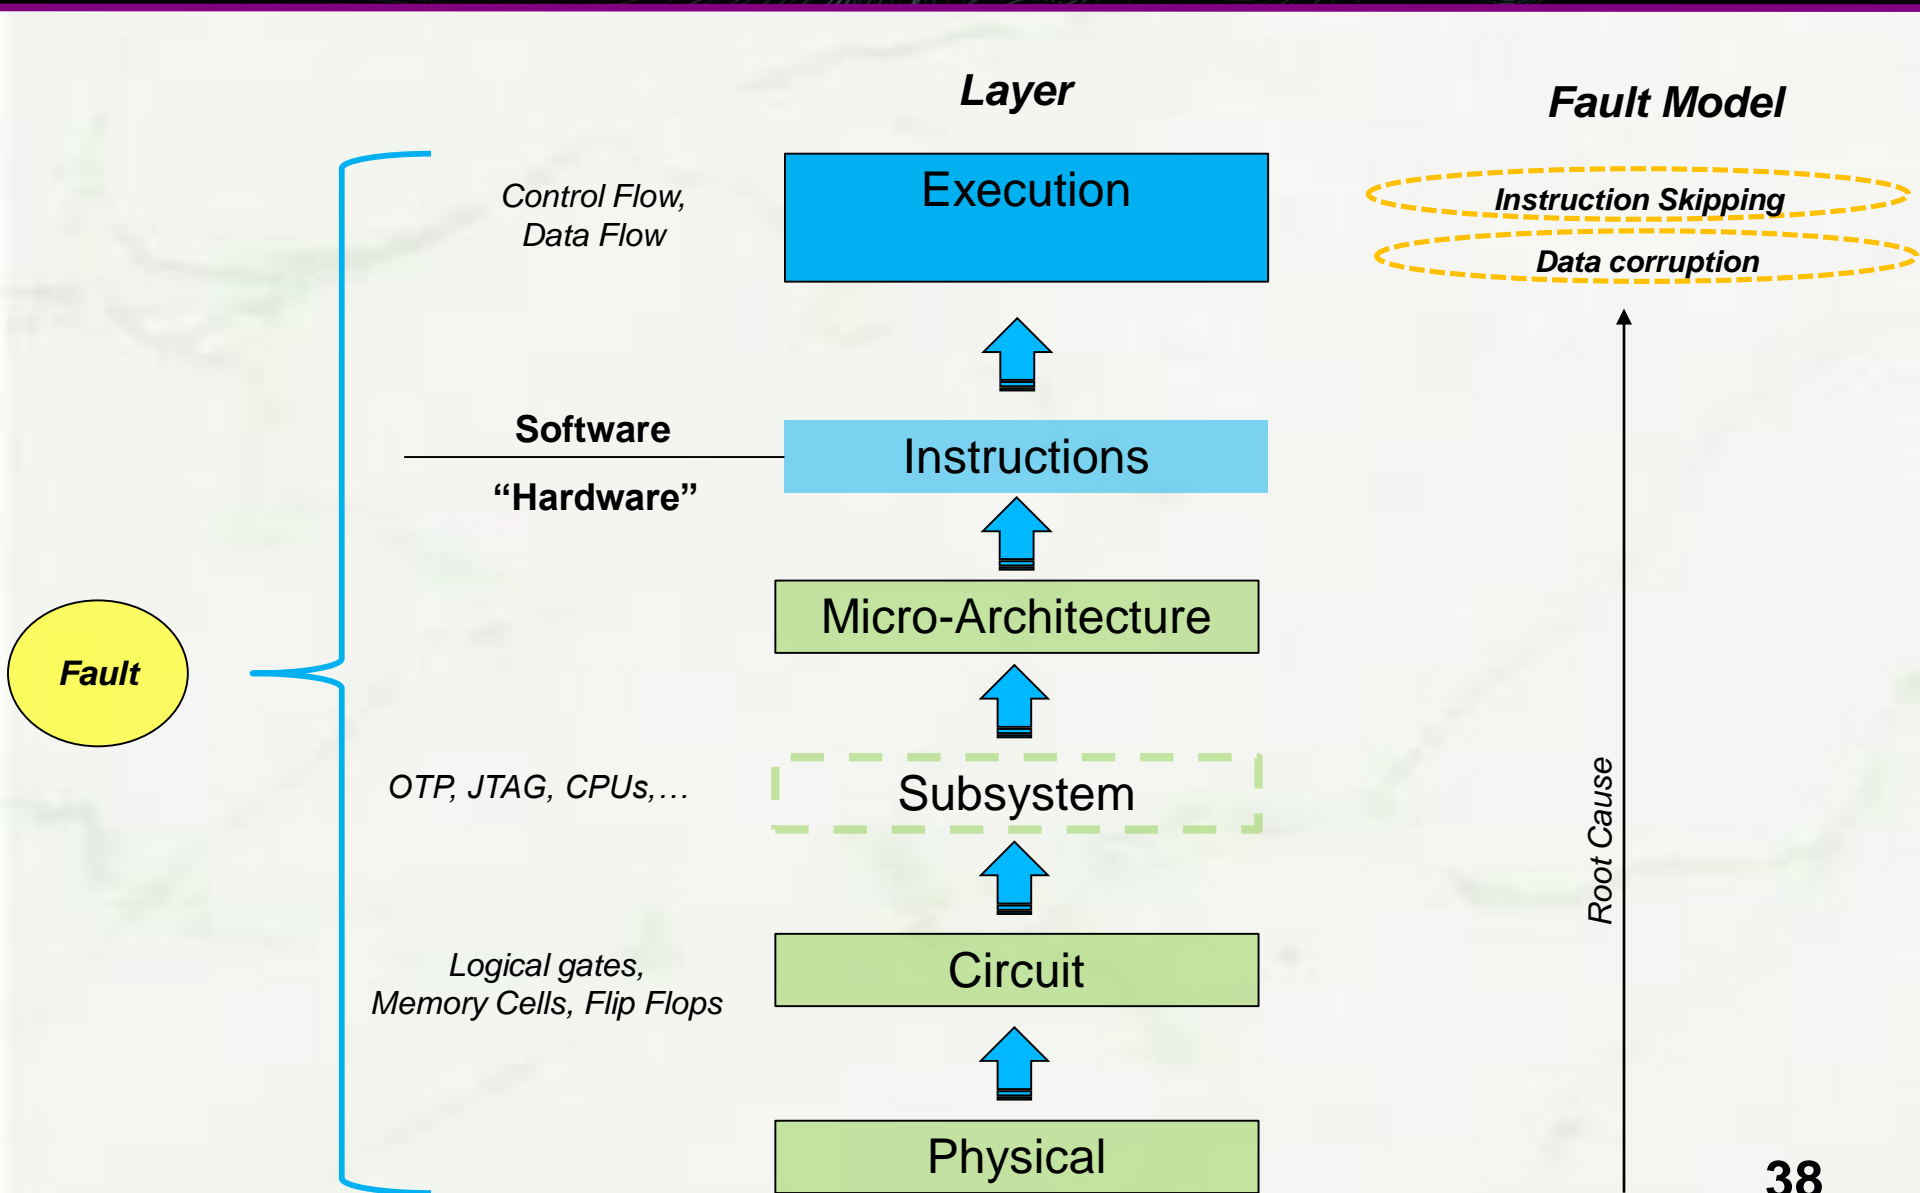 Layer
Fault Model
Control Flow,
Data Flow
Execution
Instruction Skipping
Data corruption
Software
“Hardware”
Instructions
Micro-Architecture
Fault
OTP, JTAG, CPUs,…
Subsystem
Root Cause
Logical gates,
Memory Cells, Flip Flops
Circuit
Physical
38